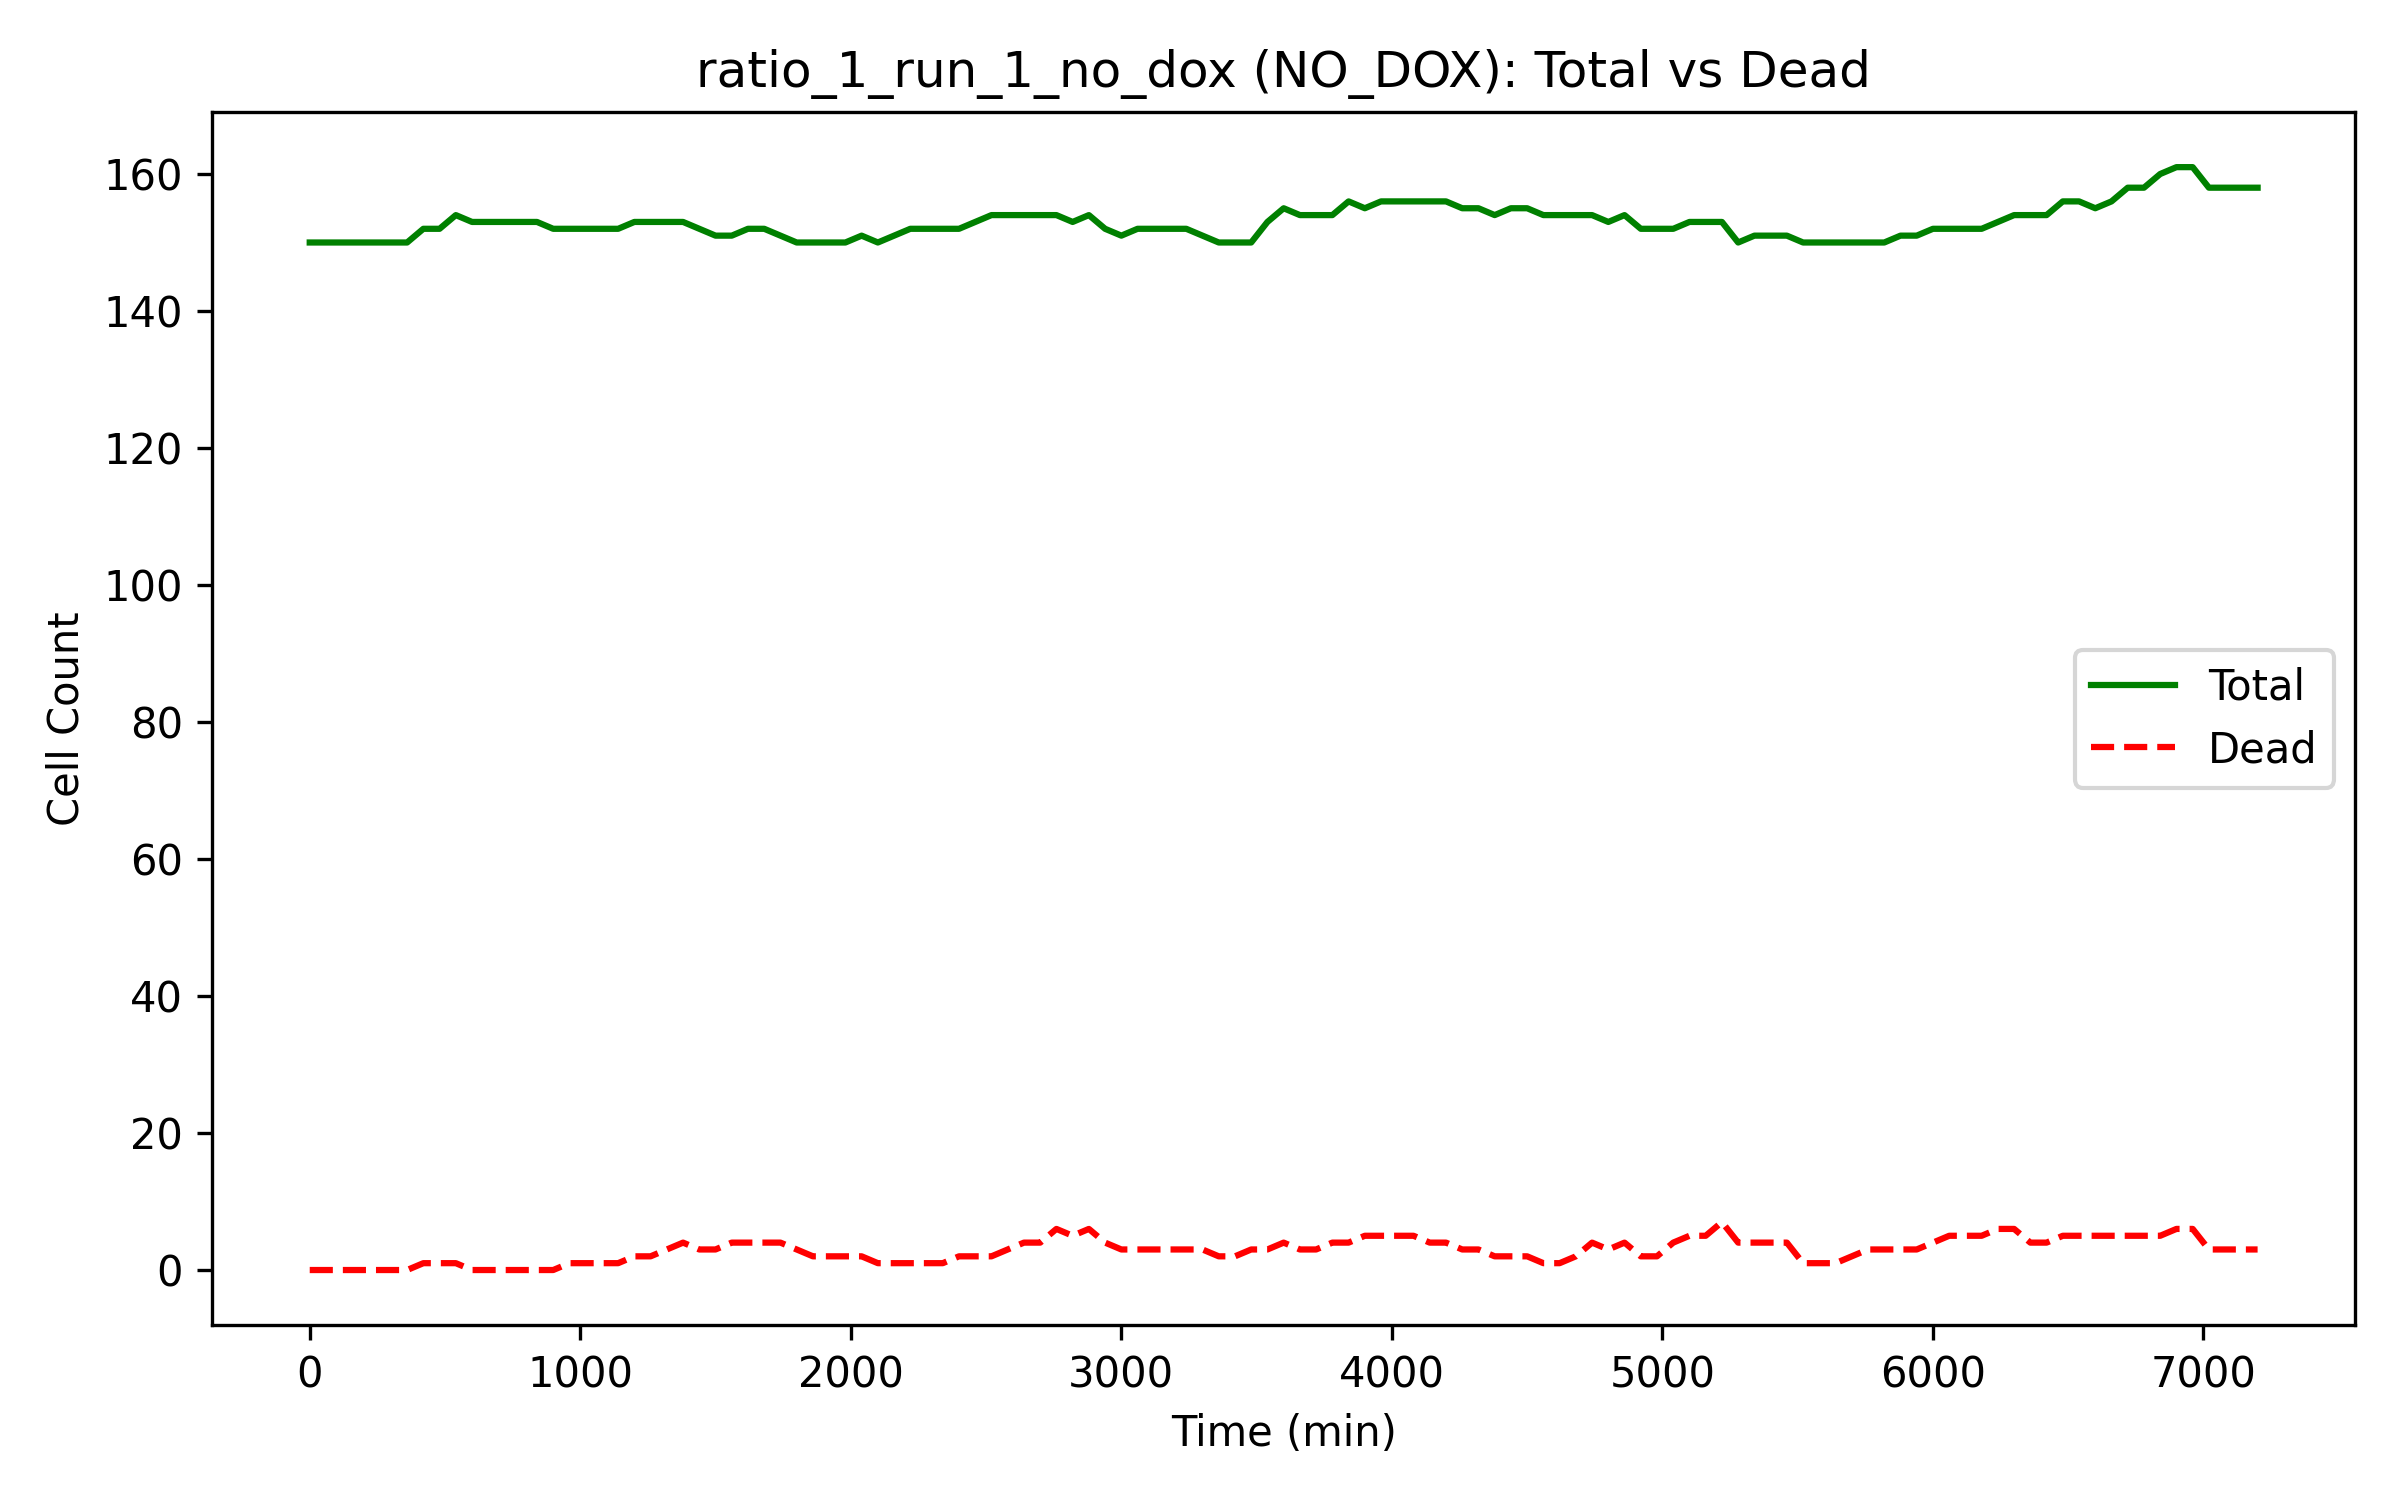 ratio_1_run_1_no_dox (NO_DOX): Total vs Dead
160
140
120
100
80
60
40
20
0
Cell Count
Total
Dead
0 1000 2000 3000 4000 5000 6000 7000
Time (min)